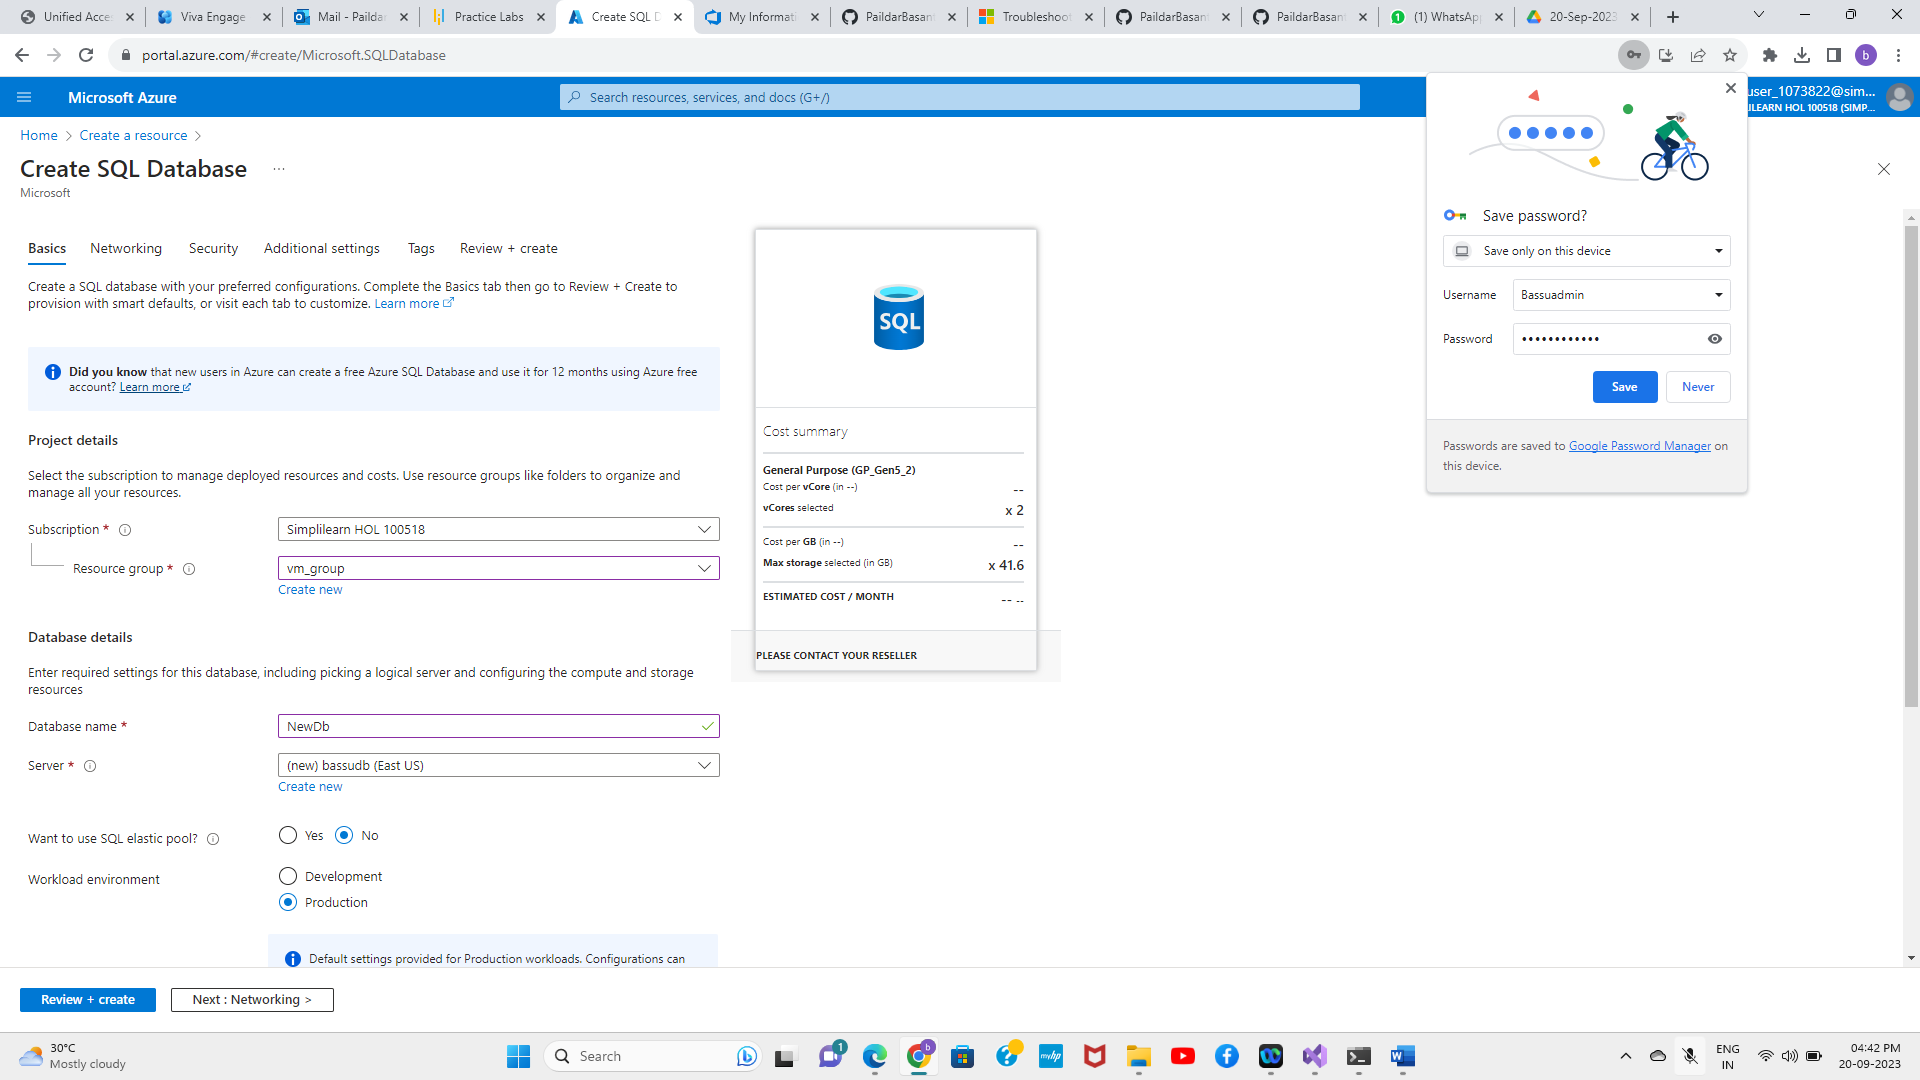 Unified Acce
Viva Engage
Mail - Paildar
Practice Labs
Create SQL D
My Informati
PaildarBasan
Troubleshoot
PaildarBasan
PaildarBasan
(1) WhatsAp
20-Sep-2023
portal.azure.com/#create/Microsoft.SQLDatabase
b
Microsoft Azure
Search resources, services, and docs (G+/)
user_1073822@sim...
ILEARN HOL 100518 (SIMP...
Home > Create a resource >
Create SQL Database ...
Microsoft
Basics
Networking
Security
Additional settings
Tags
Review + create
Create a SQL database with your preferred configurations. Complete the Basics tab then go to Review + Create to
provision with smart defaults, or visit each tab to customize. Learn more
Did you know that new users in Azure can create a free Azure SQL Database and use it for 12 months using Azure free
account? Learn more
Project details
Select the subscription to manage deployed resources and costs. Use resource groups like folders to organize and
manage all your resources.
Subscription *
Simplilearn HOL 100518
Resource group *
vm_group
Create new
Database details
Enter required settings for this database, including picking a logical server and configuring the compute and storage
resources
Database name *
NewDb
Server *
(new) bassudb (East US)
Create new
Want to use SQL elastic pool?
Yes
No
Workload environment
Development
Production
Default settings provided for Production workloads. Configurations can
SQL
Cost summary
General Purpose (GP_Gen5_2)
Cost per vCore (in --)
--
vCores selected
x 2
Cost per GB (in --)
--
Max storage selected (in GB)
x 41.6
ESTIMATED COST / MONTH
-- --
PLEASE CONTACT YOUR RESELLER
Save password?
Save only on this device
Username
Bassuadmin
Password
••••••••••••
Save
Never
Passwords are saved to Google Password Manager on
this device.
Review + create
Next : Networking >
30°C
Mostly cloudy
Search
1
b
myhp
ENG
IN
04:42 PM
20-09-2023